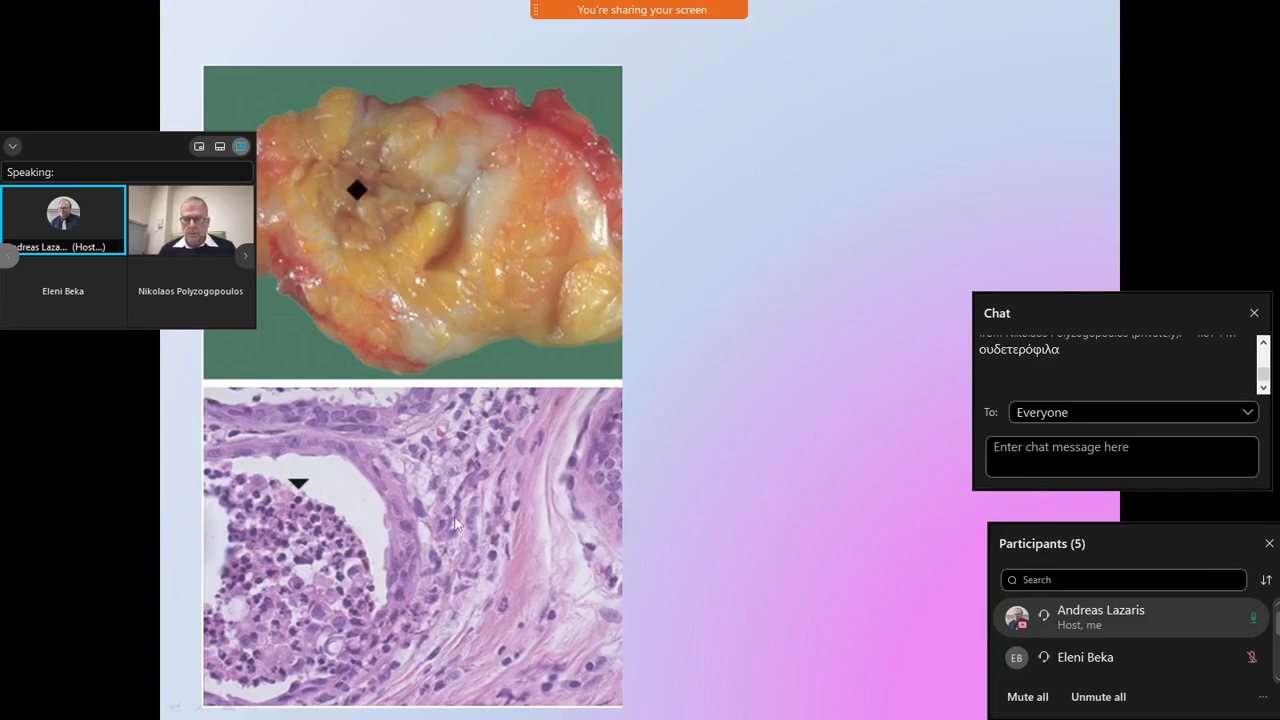 You're sharing your screen
Speaking:
(Host...)
Eleni Beka
Nikolaos Polyzogopoulos
Chat
ουδετερόφιλα
To:
Everyone
Enter chat message here
Participants (5)
Search
Andreas Lazaris
Host, me
EB
Eleni Beka
Mute all
Unmute all
...